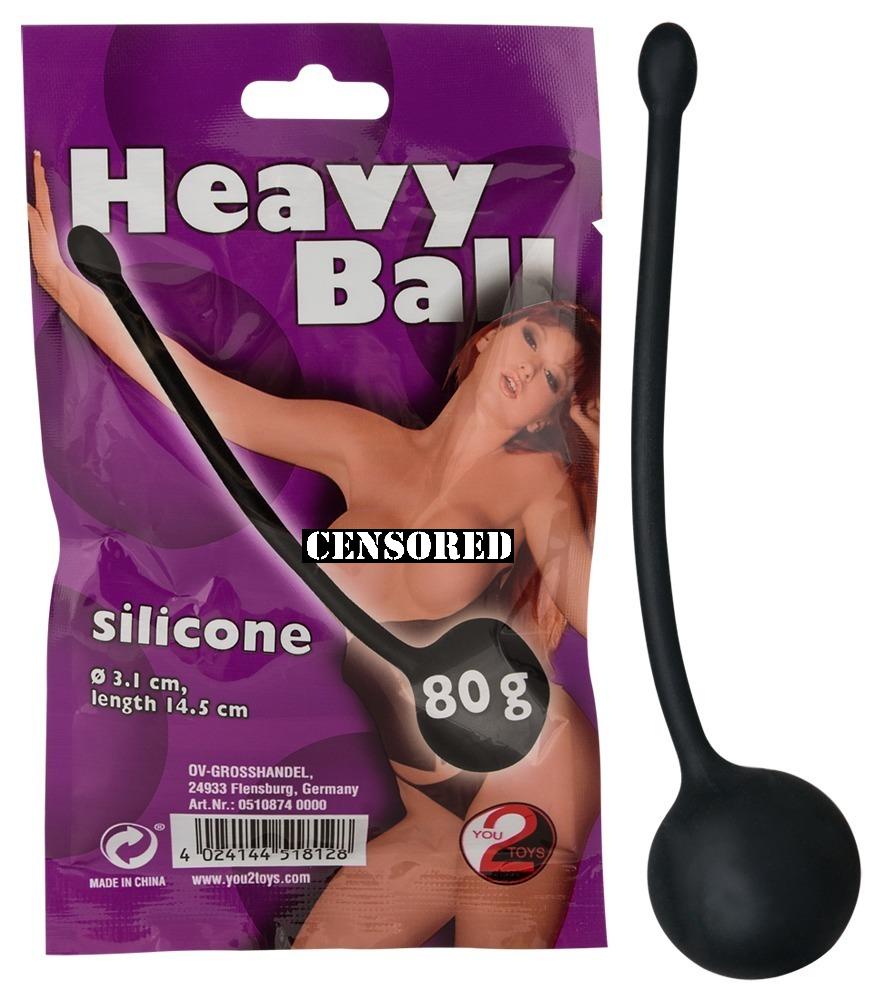 Heavy
Ball
CENSORED
silicone
Ø 3.1 cm,
length 14.5 cm
80 g
OV-GROSSHANDEL,
24933 Flensburg, Germany
Art.Nr.: 0510874 0000
4 024144 518128
®
MADE IN CHINA
www.you2toys.com
YOU
2
TOYS